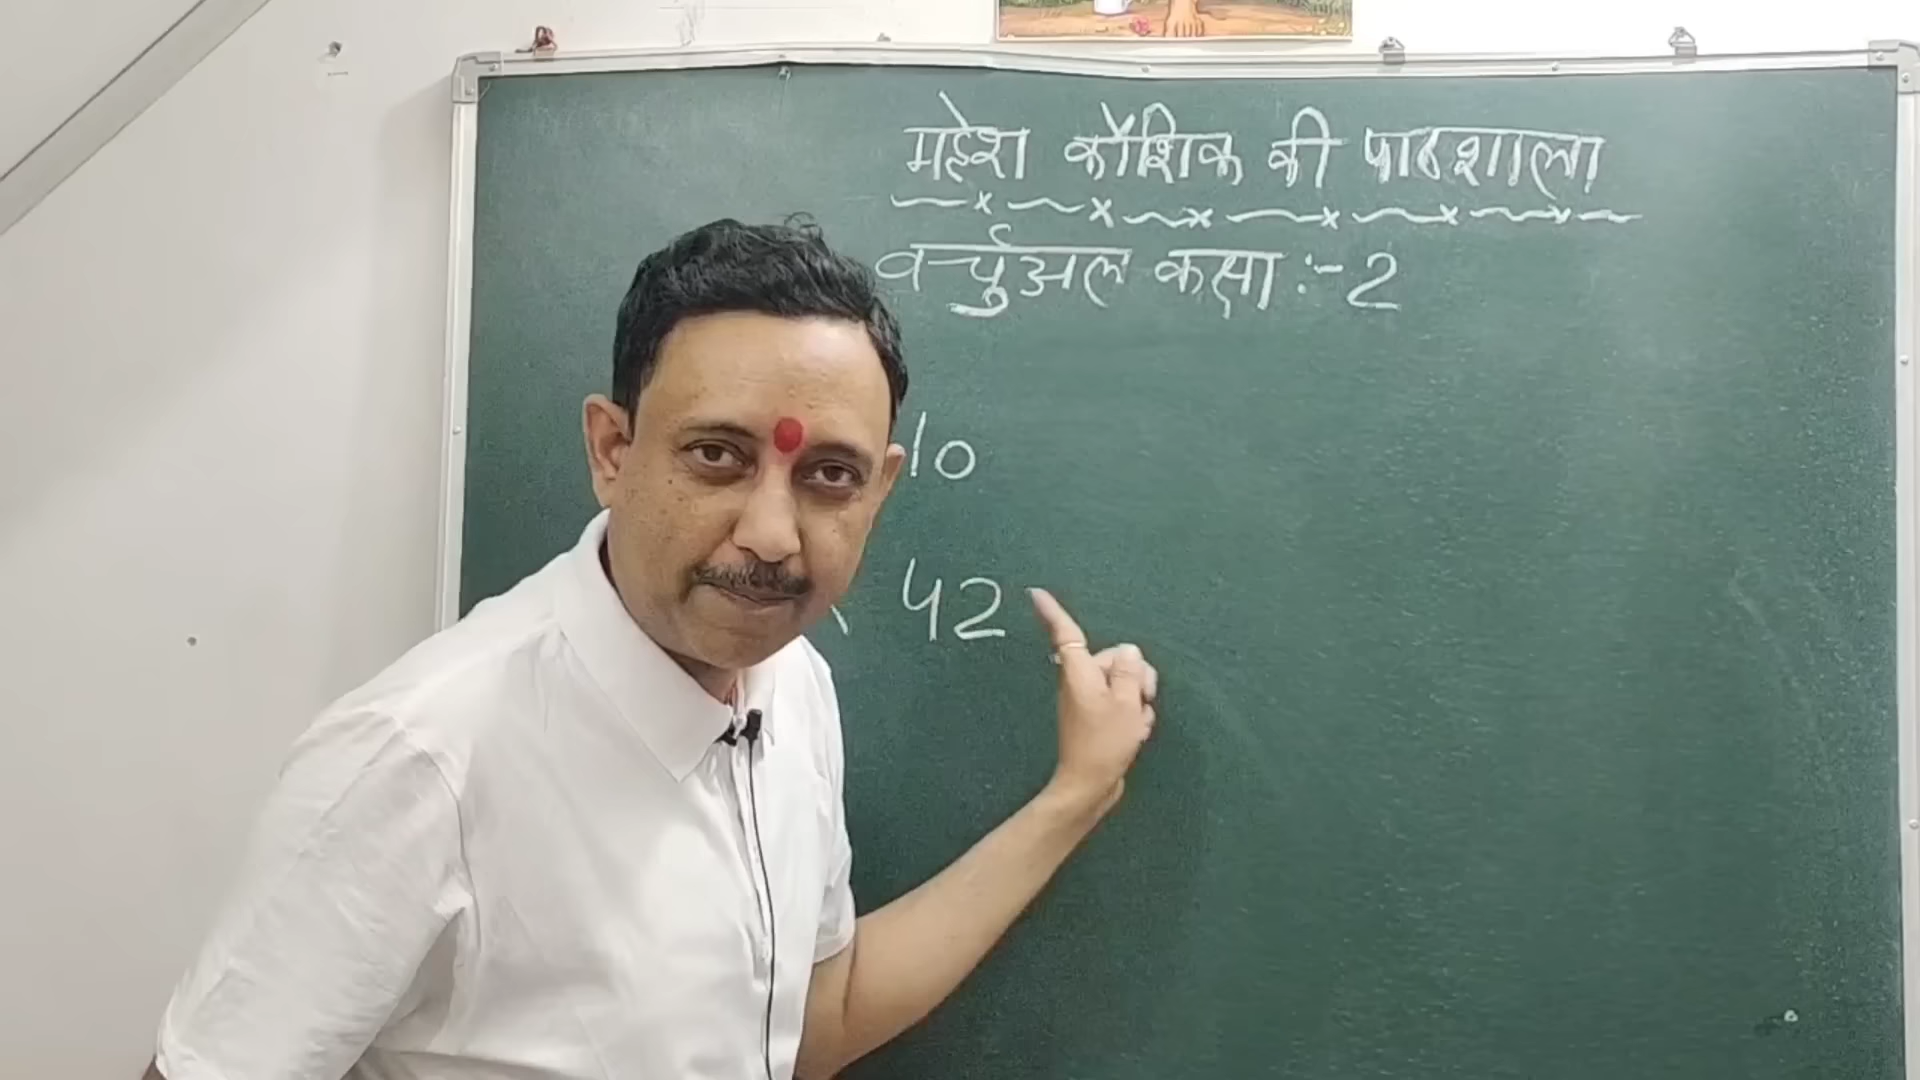 महेश कौशिक की पाठशाला
वर्चुअल कक्षा :- 2
10
42